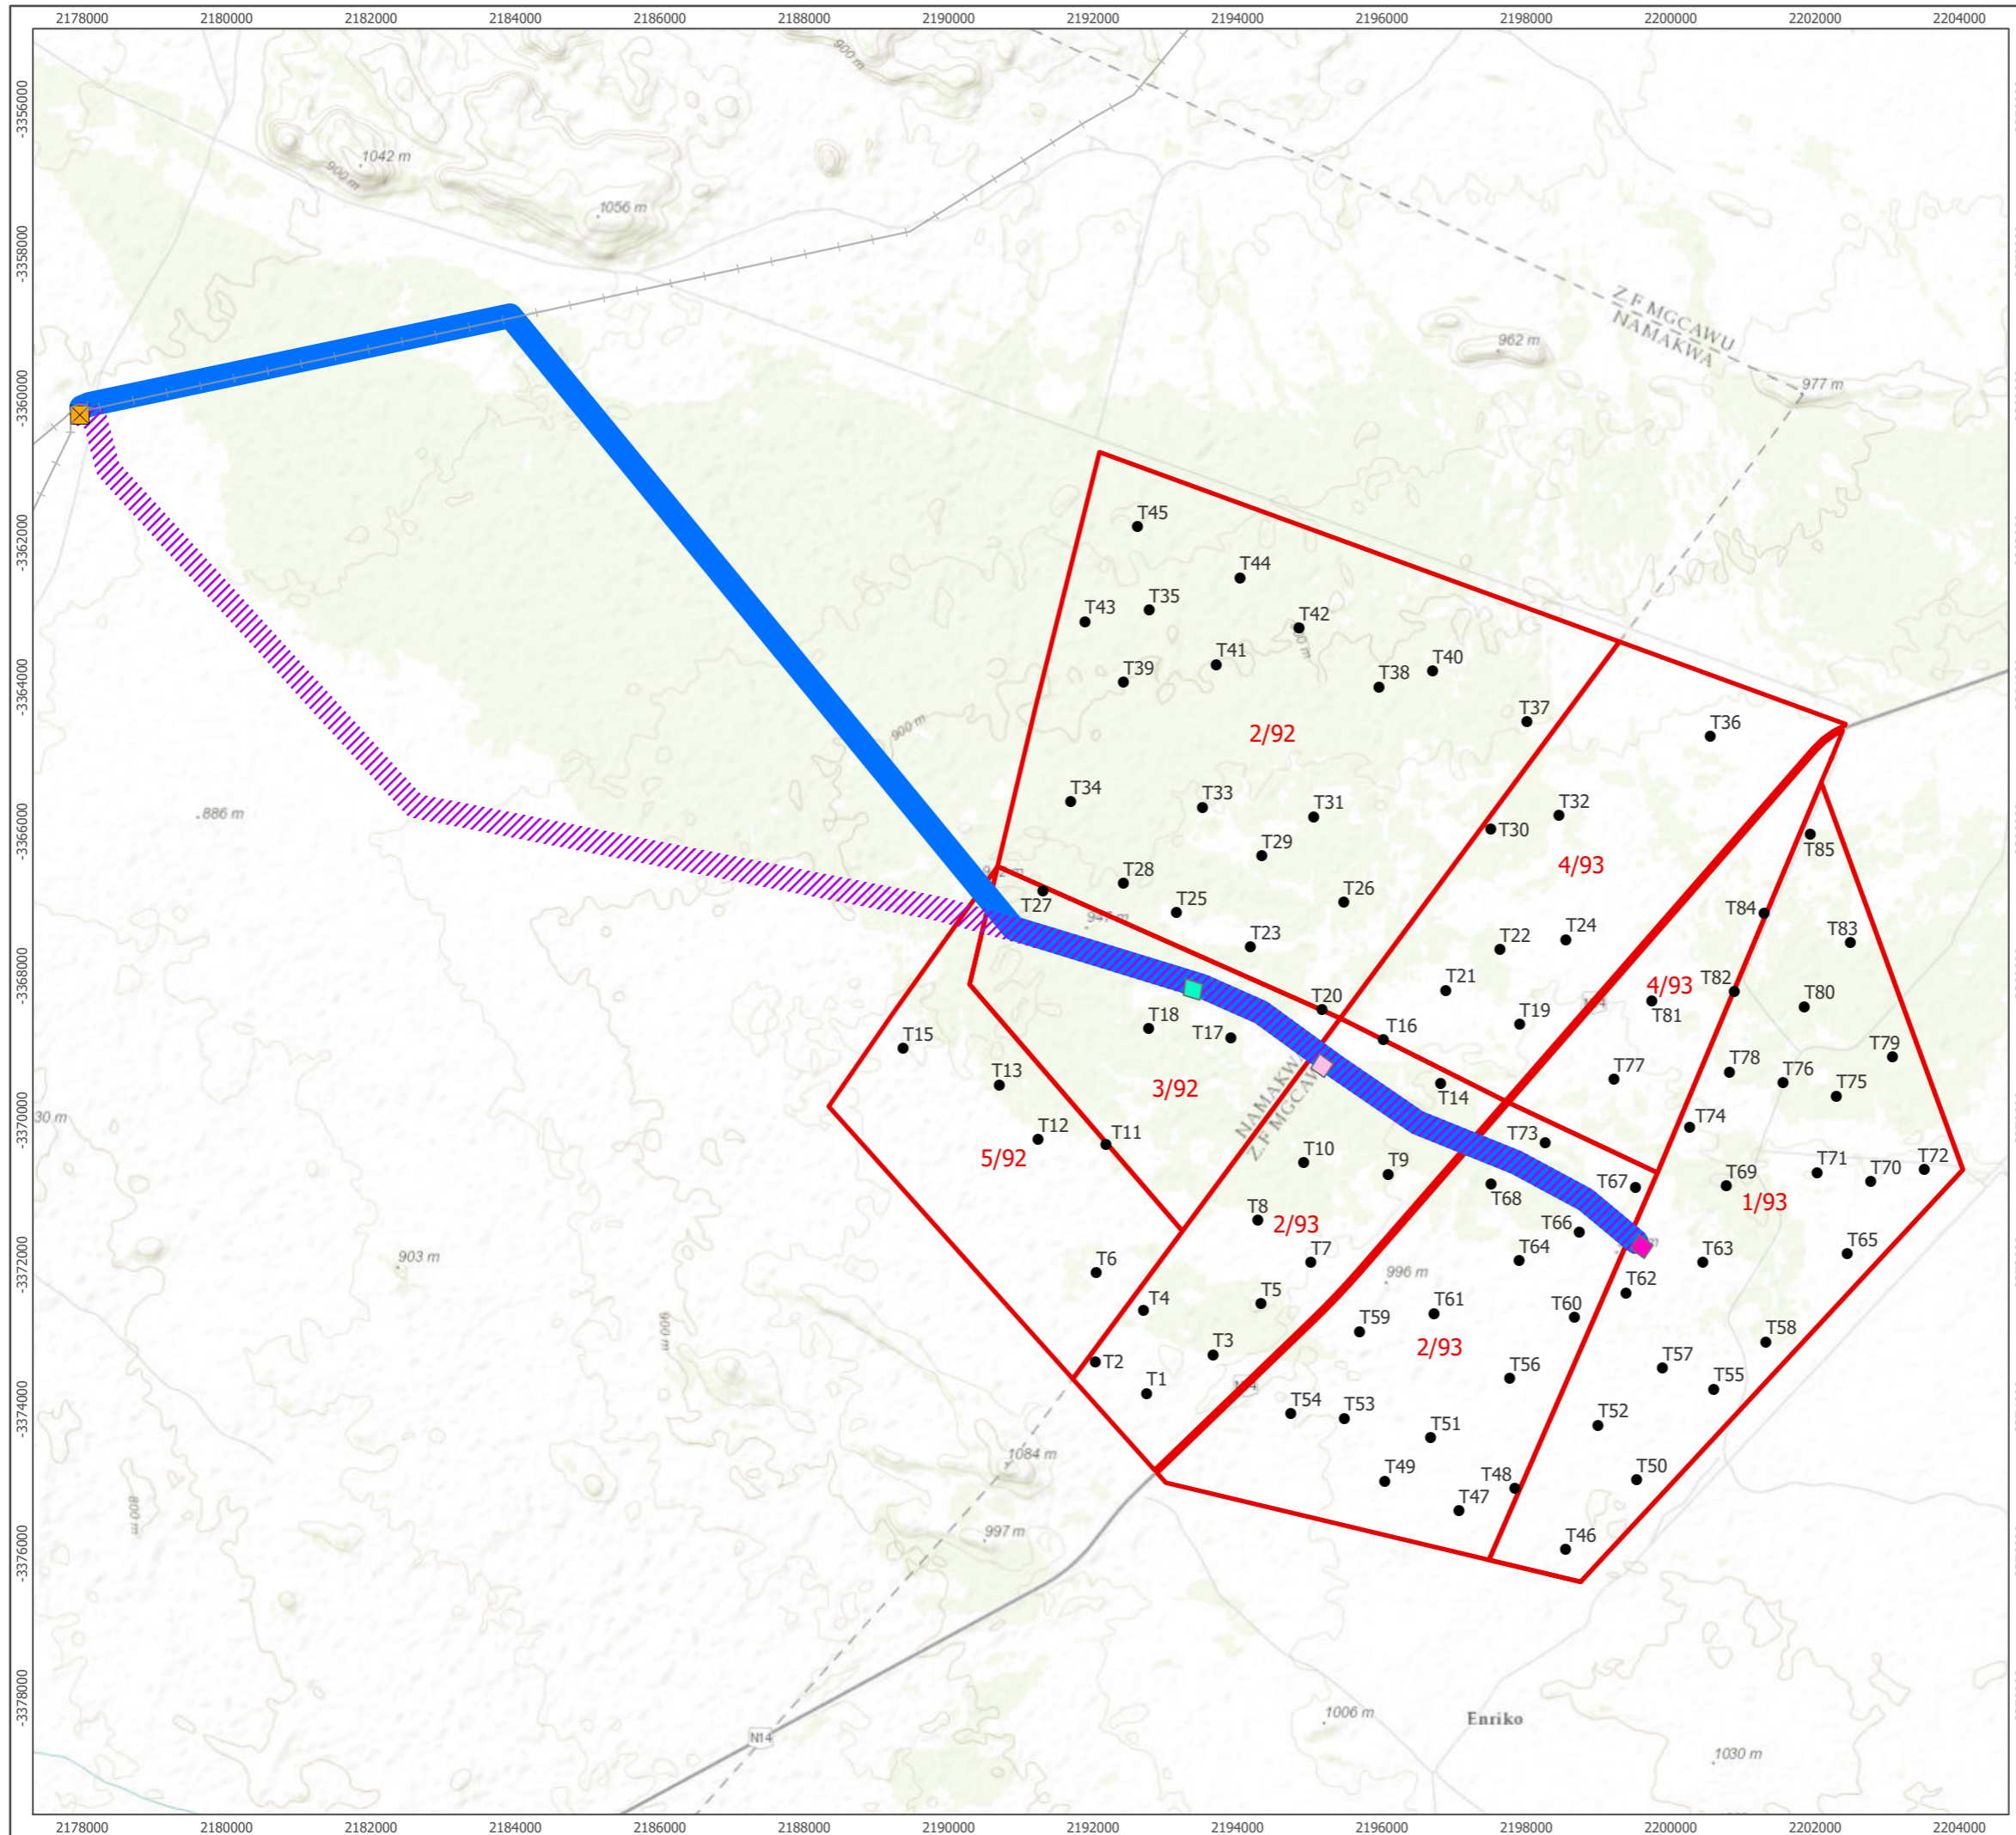 2178000 2180000 2182000 2184000 2186000 2188000 2190000 2192000 2194000 2196000 2198000 2200000 2202000 2204000
-3356000
-3358000
-3360000
-3362000
-3364000
-3366000
-3368000
-3370000
-3372000
-3374000
-3376000
-3378000
900 m
1042 m
900 m
1056 m
Z.F MGCAWU
NAMAKWA
962 m
977 m
T45
T44
T43
T35
T42
T41
T39
T38
T40
T37
T36
2/92
900 m
T34
T33
T31
T32
T30
886 m
T85
T29
4/93
T28
T26
T27
T25
T84
T23
T22
T24
T83
T21
4/93
T82
T20
T19
T81
T80
T18
T17
T16
T15
T79
T13
T14
T77
T78
T76
T75
3/92
NAMAKWA
Z.F MGCAW
30 m
T12
T11
T73
T74
5/92
T10
T9
T67
T69
T71
T70
T72
T68
1/93
T8
2/93
T66
903 m
T7
T64
T63
T65
T6
996 m
T62
T4
T5
T61
T60
T59
900 m
T3
2/93
T58
T2
T57
T1
T56
T55
T54
T53
T52
T51
1084 m
T49
T48
T50
T47
800 m
997 m
T46
N14
1006 m
Enriko
1030 m
2178000 2180000 2182000 2184000 2186000 2188000 2190000 2192000 2194000 2196000 2198000 2200000 2202000 2204000